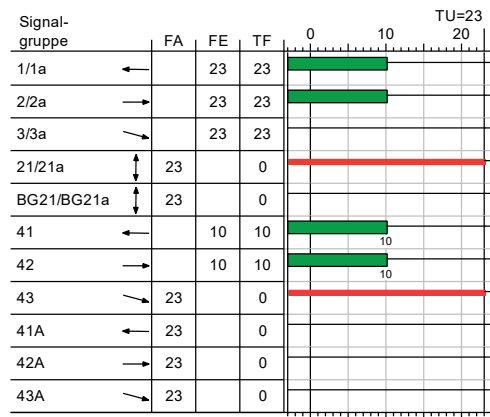 TU=23
Signal-
gruppe FA FE TF 0 10 20
1/1a 23 23
2/2a 23 23
3/3a 23 23
21/21a 23 0
BG21/BG21a 23 0
41 10 10 10
42 10 10 10
43 23 0
41A 23 0
42A 23 0
43A 23 0